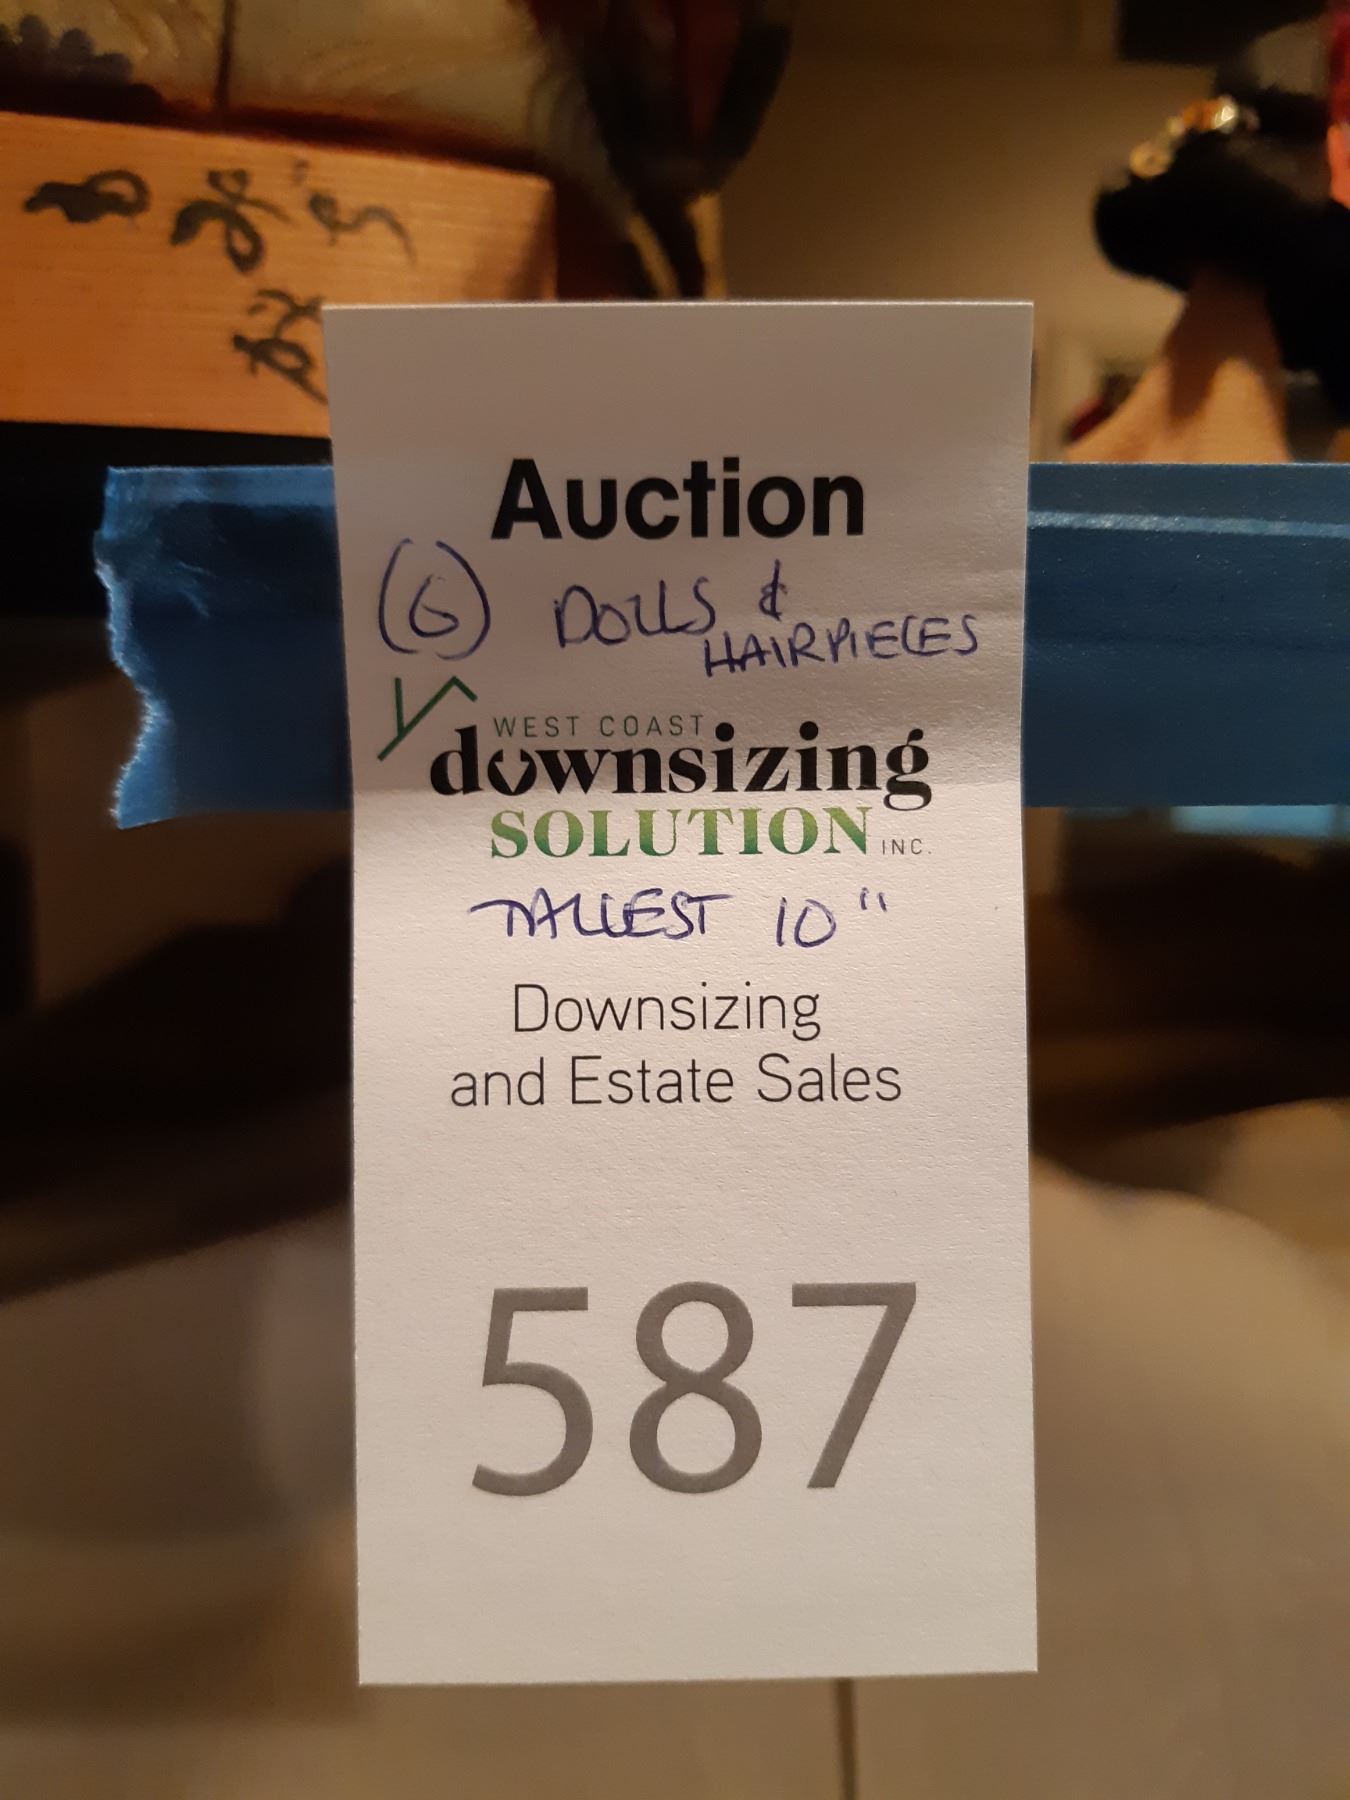 Auction
(6) DOLLS &
HAIRPIECES
WEST COAST
downsizing
SOLUTION INC.
TALLEST 10"
Downsizing
and Estate Sales
587